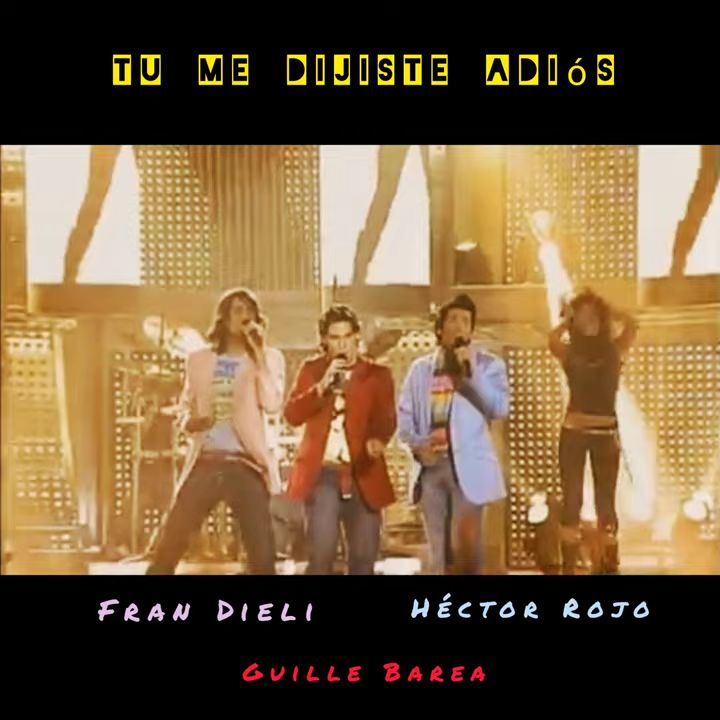 TU ME DIJISTE ADIóS
FRAN DIELI
HÉCTOR ROJO
GUILLE BAREA